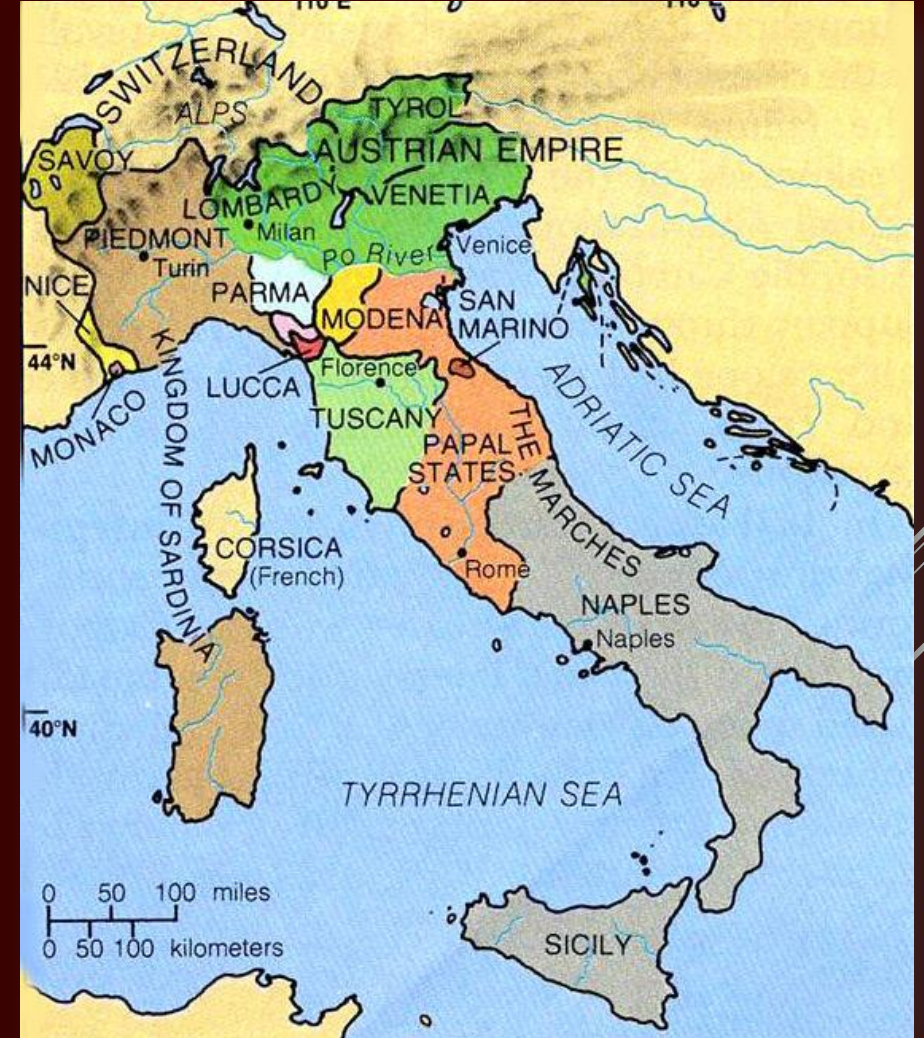 SWITZERLAND
ALPS
TYROL
SAVOY
AUSTRIAN EMPIRE
LOMBARDY
VENETIA
PIEDMONT
Milan
Turin
Po River
Venice
NICE
PARMA
MODENA
SAN
MARINO
44°N
LUCCA
Florence
MONACO
TUSCANY
KINGDOM OF SARDINIA
ADRIATIC SEA
PAPAL
STATES
THE MARCHES
CORSICA
(French)
Rome
NAPLES
Naples
40°N
TYRRHENIAN SEA
0 50 100 miles
0 50 100 kilometers
SICILY